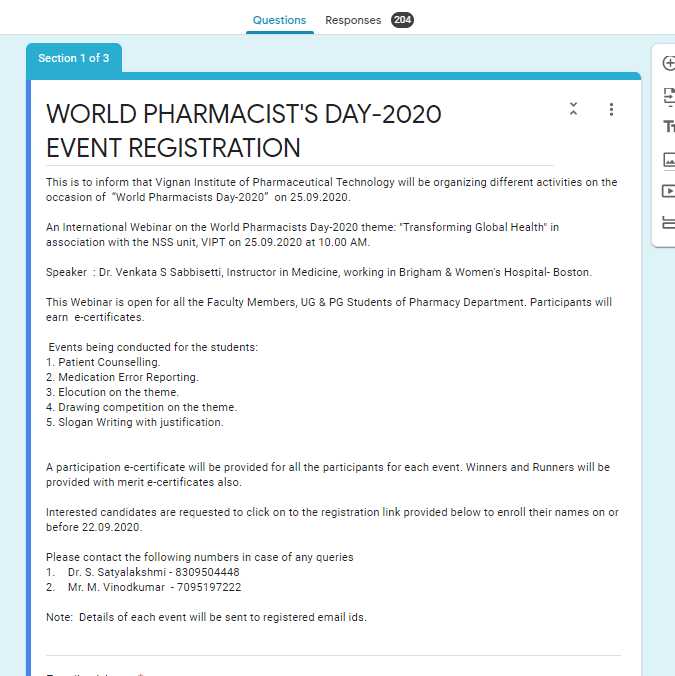 Questions Responses 204
Section 1 of 3
WORLD PHARMACIST'S DAY-2020
EVENT REGISTRATION
This is to inform that Vignan Institute of Pharmaceutical Technology will be organizing different activities on the
occasion of “World Pharmacists Day-2020” on 25.09.2020.
An International Webinar on the World Pharmacists Day-2020 theme: "Transforming Global Health" in
association with the NSS unit, VIPT on 25.09.2020 at 10.00 AM.
Speaker : Dr. Venkata S Sabbisetti, Instructor in Medicine, working in Brigham & Women's Hospital- Boston.
This Webinar is open for all the Faculty Members, UG & PG Students of Pharmacy Department. Participants will
earn e-certificates.
Events being conducted for the students:
1. Patient Counselling.
2. Medication Error Reporting.
3. Elocution on the theme.
4. Drawing competition on the theme.
5. Slogan Writing with justification.
A participation e-certificate will be provided for all the participants for each event. Winners and Runners will be
provided with merit e-certificates also.
Interested candidates are requested to click on to the registration link provided below to enroll their names on or
before 22.09.2020.
Please contact the following numbers in case of any queries
1. Dr. S. Satyalakshmi - 8309504448
2. Mr. M. Vinodkumar - 7095197222
Note: Details of each event will be sent to registered email ids.